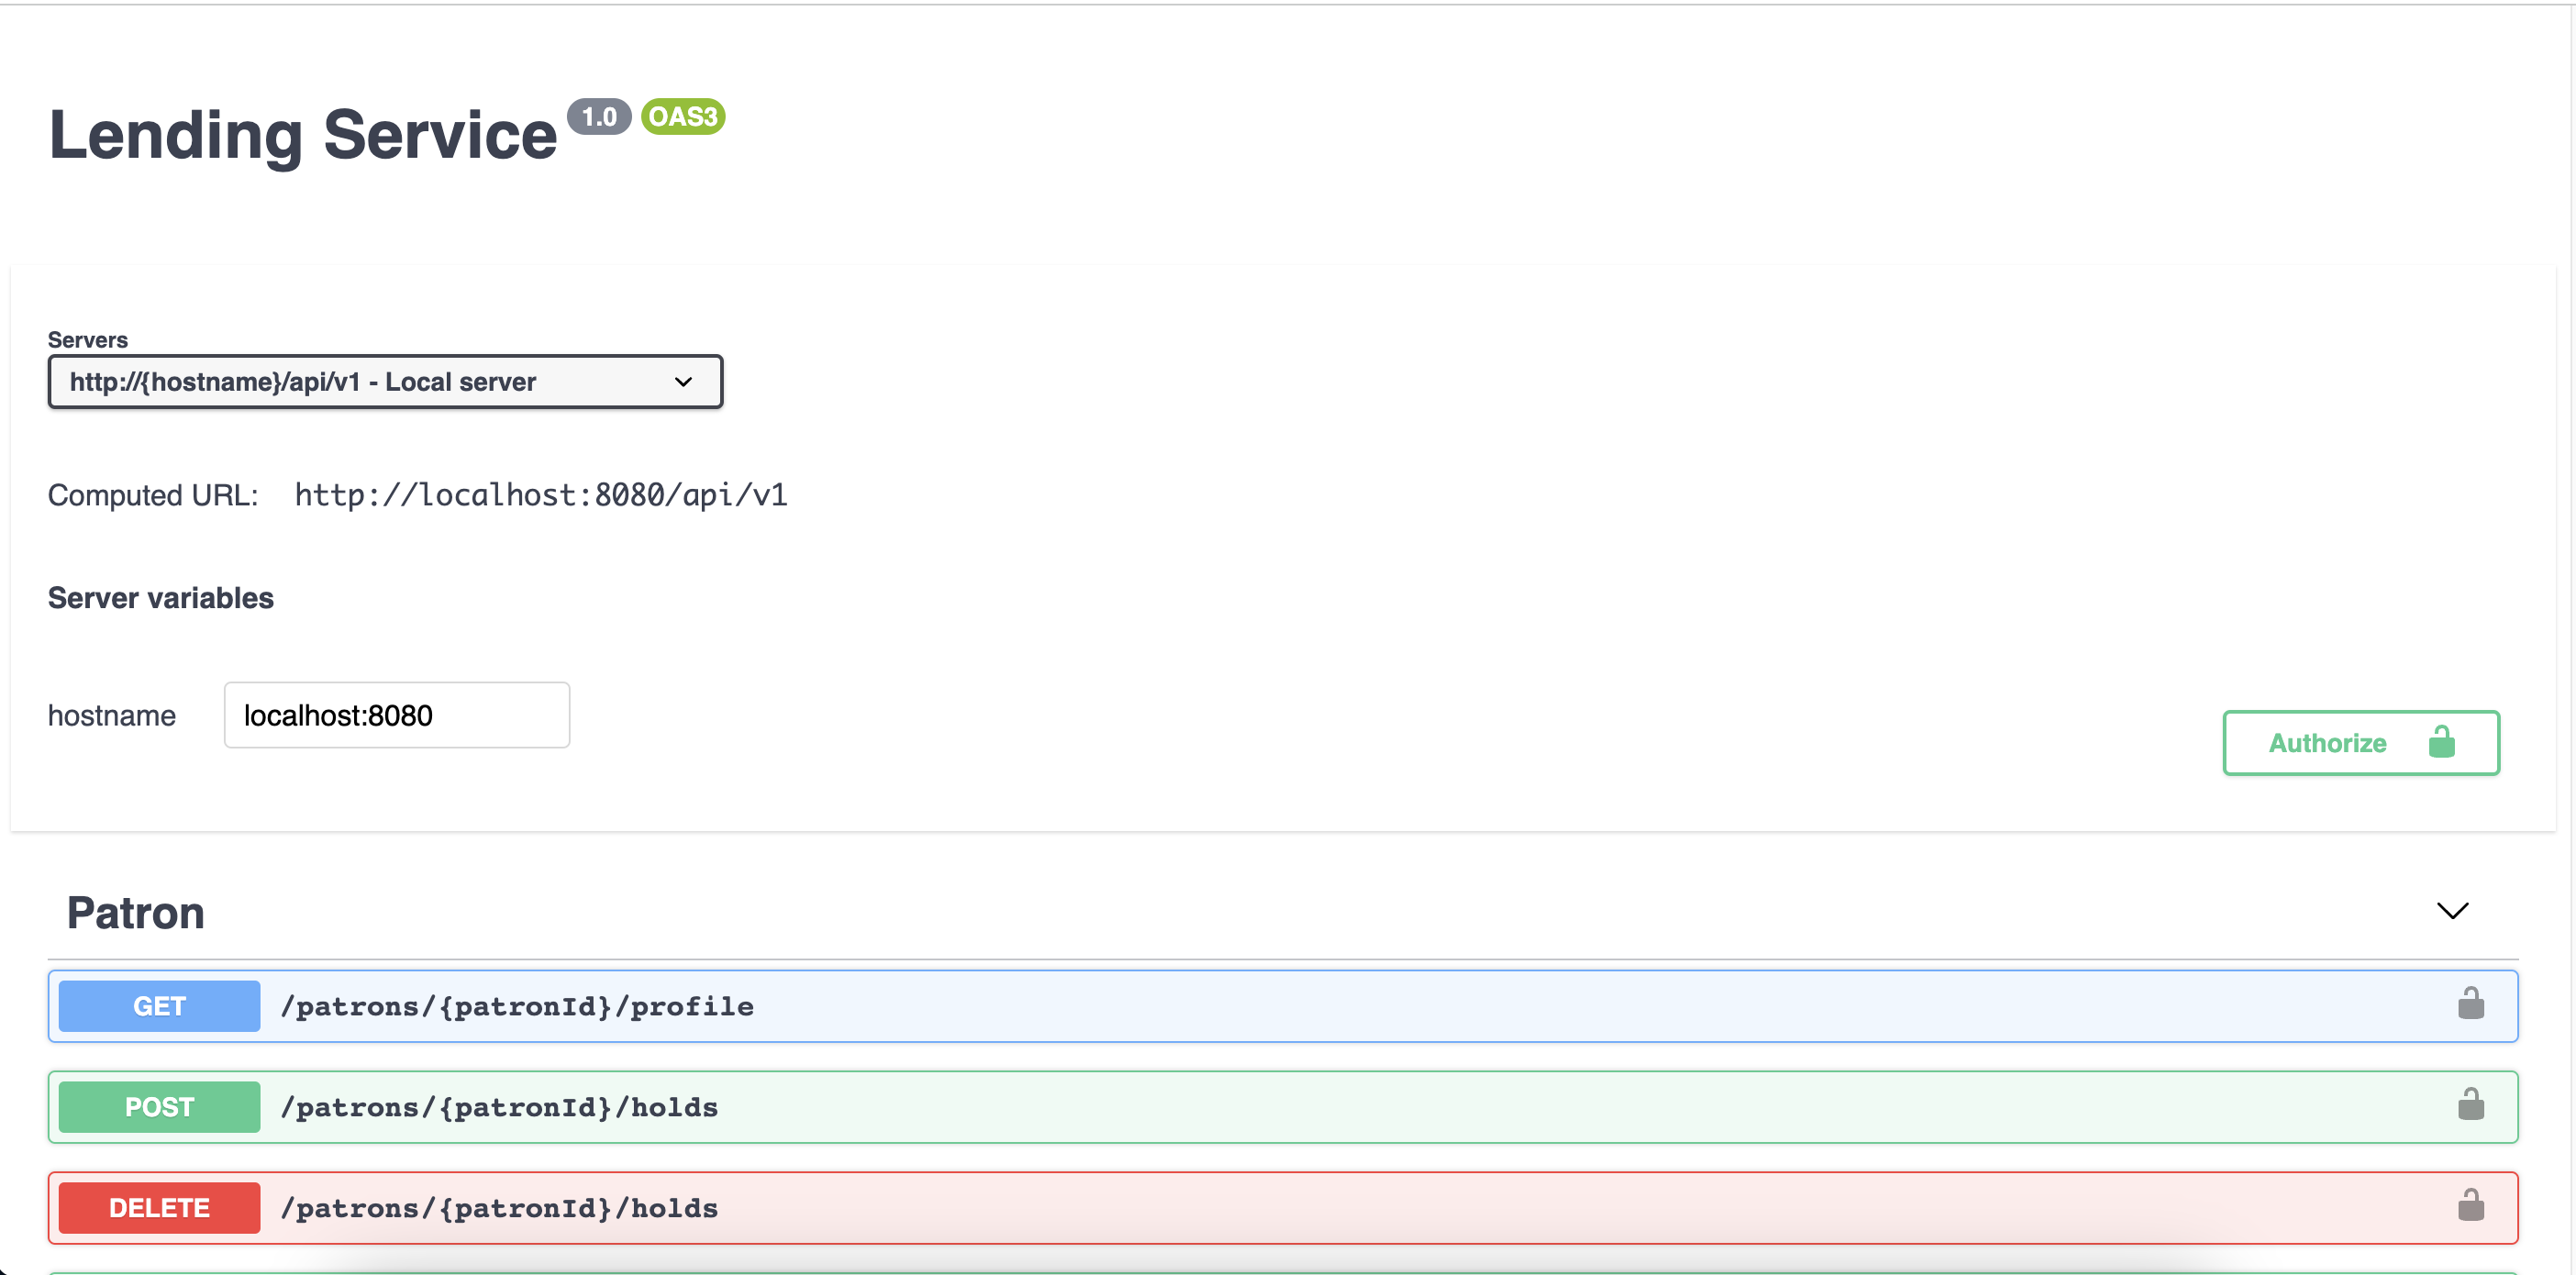 Lending Service 1.0 OAS3
Servers
http://{hostname}/api/v1 - Local server
Computed URL: http://localhost:8080/api/v1
Server variables
hostname localhost:8080
Authorize
Patron
GET /patrons/{patronId}/profile
POST /patrons/{patronId}/holds
DELETE /patrons/{patronId}/holds